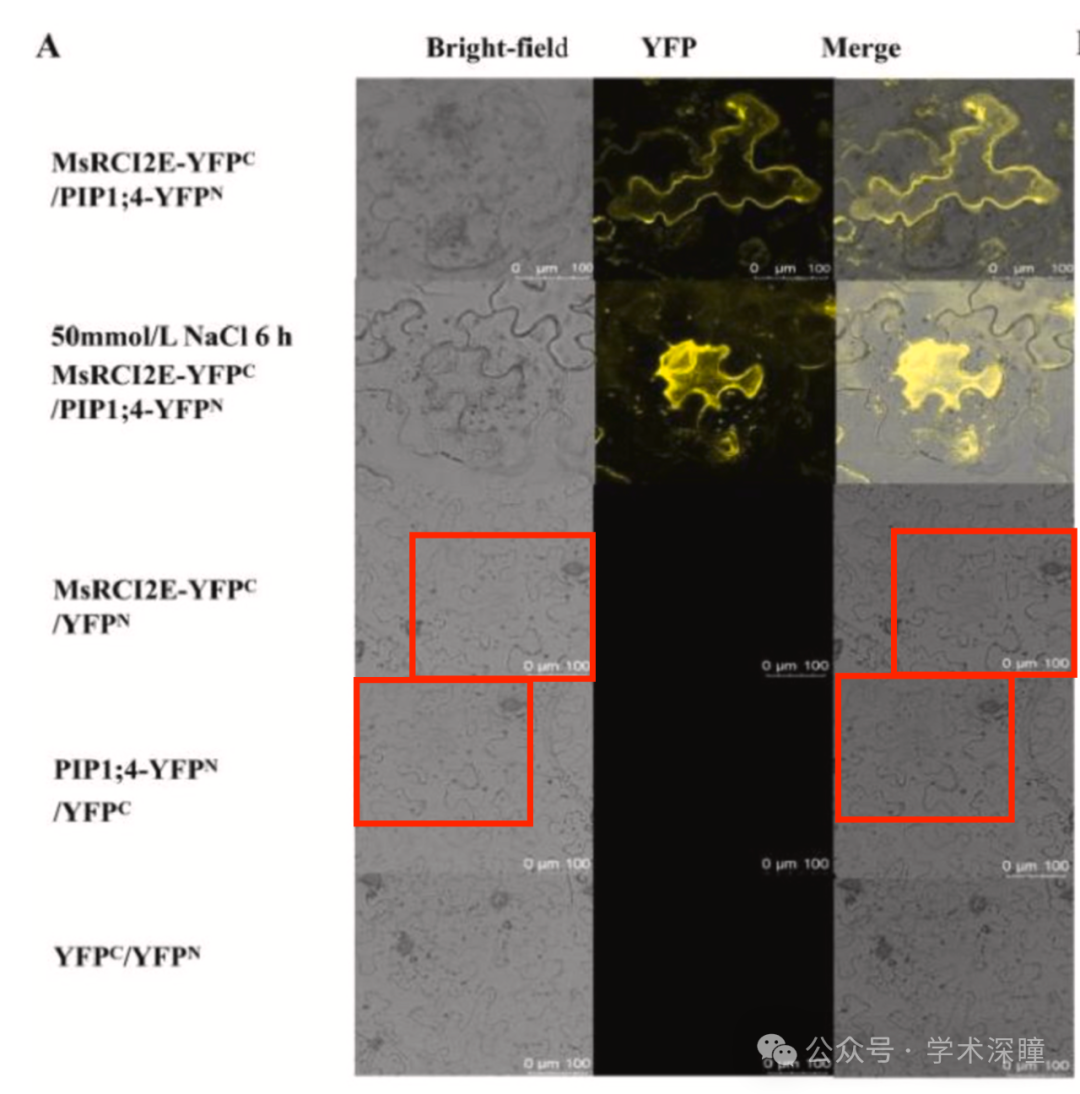 A
Bright-field YFP Merge
MsRCI2E-YFPC
/PIP1;4-YFPN
0 µm 100 0 µm 100 0 µm 100
50mmol/L NaCl 6 h
MsRCI2E-YFPC
/PIP1;4-YFPN
MsRCI2E-YFPC
/YFPN
0 µm 100 0 µm 100 0 µm 100
PIP1;4-YFPN
/YFPC
0 µm 100 0 µm 100 0 µm 100
YFPC/YFPN
公众号 · 学术深瞳
0 µm 100 0 µm 100 0 µm 100